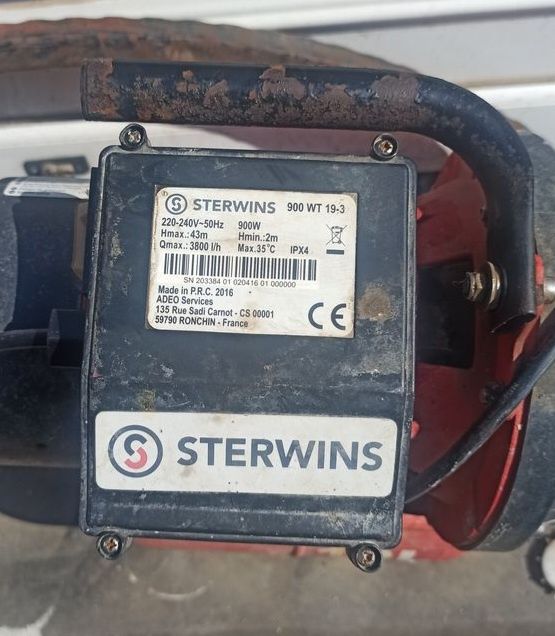 STERWINS 900 WT 19-3
220-240V~50Hz 900W
Hmax.: 43m Hmin.:2m
Qmax.: 3800 l/h Max.35°C IPX4
SN 203384 01 020416 01 000000
Made in P.R.C. 2016
ADEO Services
135 Rue Sadi Carnot - CS 00001
59790 RONCHIN - France
CE
STERWINS